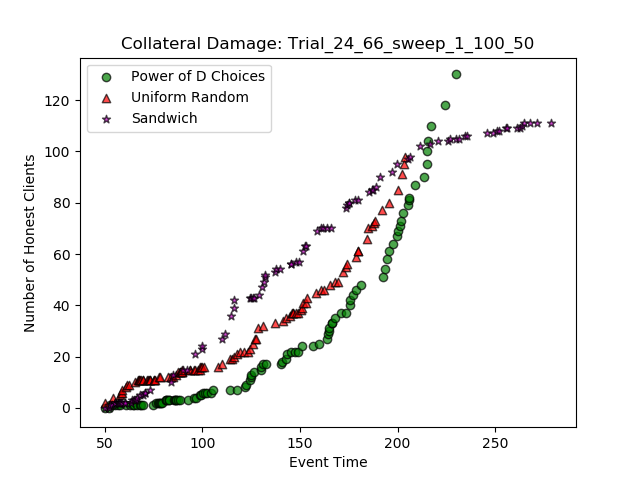 Collateral Damage: Trial_24_66_sweep_1_100_50
Power of D Choices
Uniform Random
Sandwich
Number of Honest Clients
120
100
80
60
40
20
0
50
100
150
200
250
Event Time